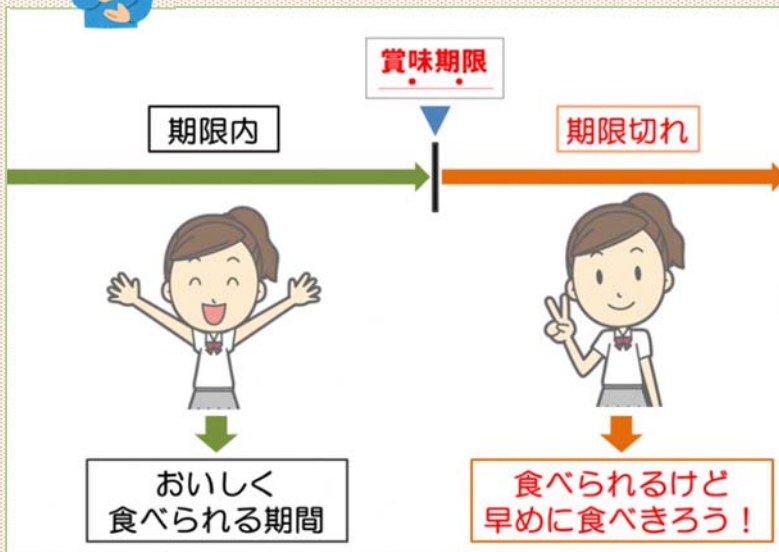 賞味期限
期限内
期限切れ
おいしく
食べられる期間
食べられるけど
早めに食べきろう！